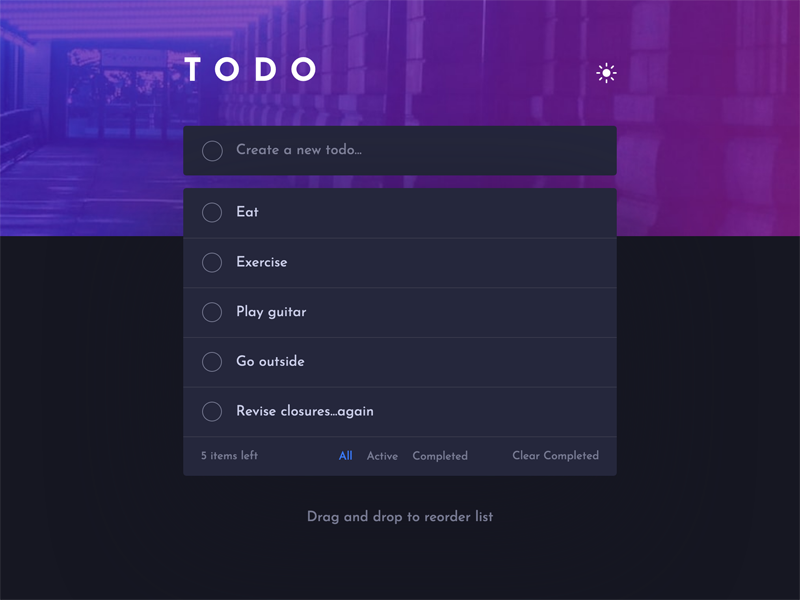 TODO
Create a new todo...
Eat
Exercise
Play guitar
Go outside
Revise closures...again
5 items left All Active Completed Clear Completed
Drag and drop to reorder list